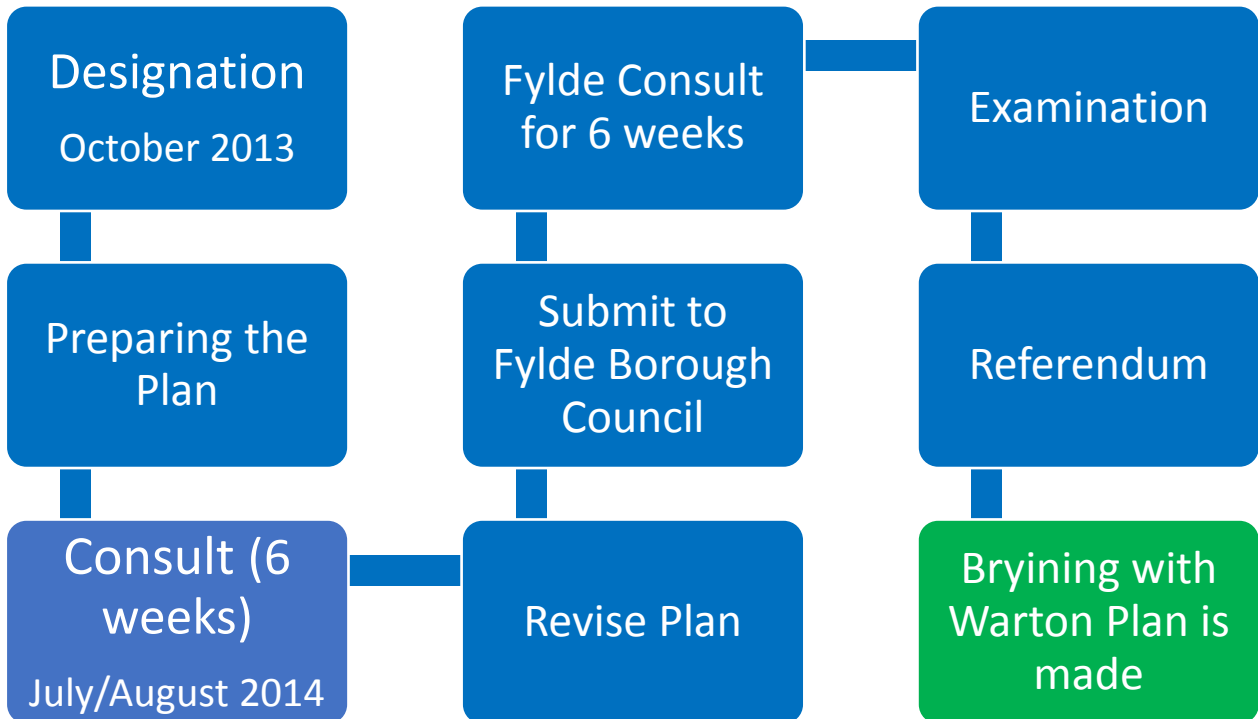 Designation
October 2013
Preparing the
Plan
Consult (6
weeks)
July/August 2014
Revise Plan
Submit to
Fylde Borough
Council
Fylde Consult
for 6 weeks
Examination
Referendum
Bryining with
Warton Plan is
made